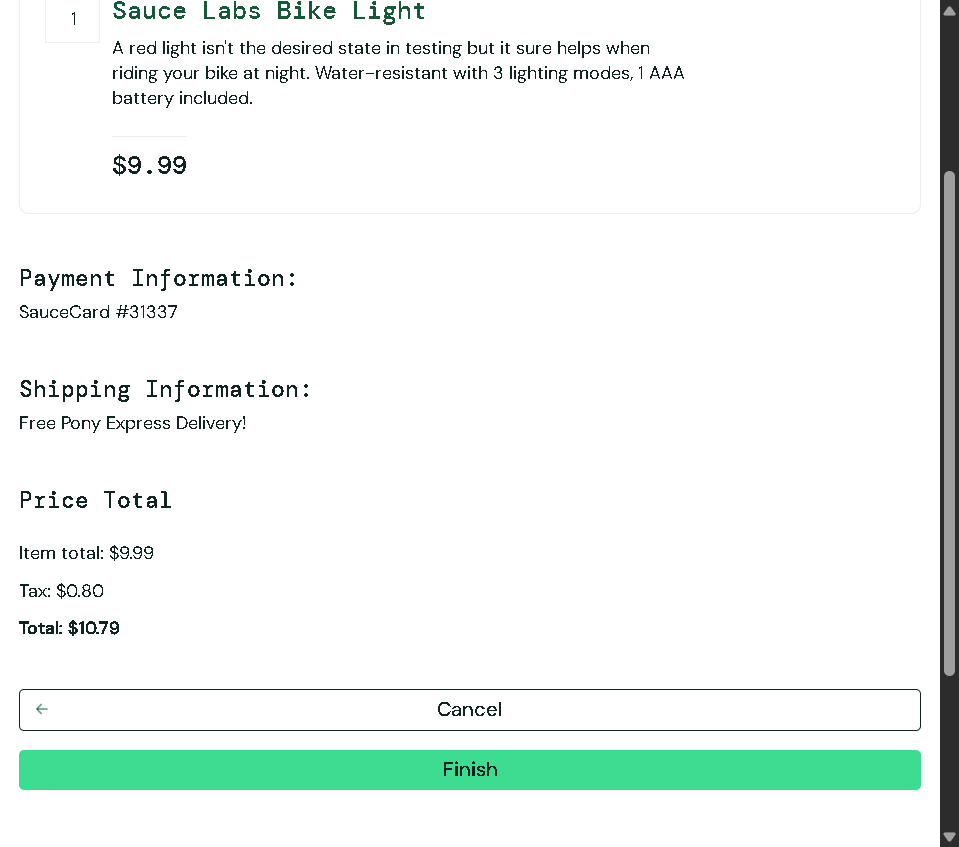 1
Sauce Labs Bike Light
A red light isn't the desired state in testing but it sure helps when
riding your bike at night. Water-resistant with 3 lighting modes, 1 AAA
battery included.
$9.99
Payment Information:
SauceCard #31337
Shipping Information:
Free Pony Express Delivery!
Price Total
Item total: $9.99
Tax: $0.80
Total: $10.79
Cancel
Finish